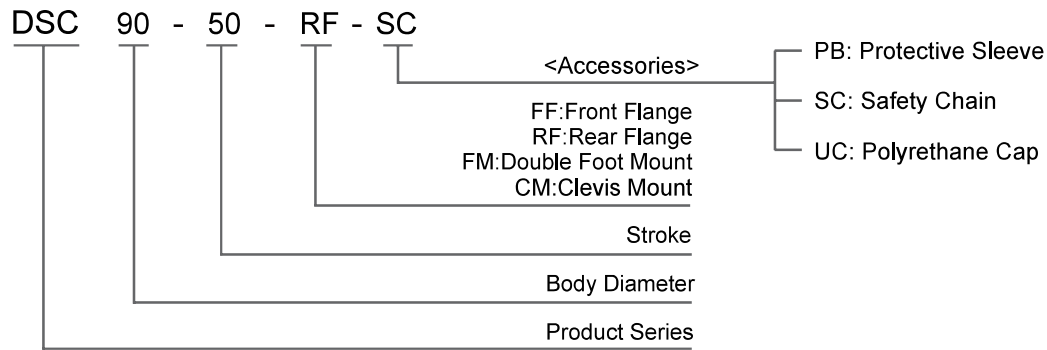 DSC 90 - 50 - RF - SC
<Accessories>
PB: Protective Sleeve
SC: Safety Chain
UC: Polyrethane Cap
FF:Front Flange
RF:Rear Flange
FM:Double Foot Mount
CM:Clevis Mount
Stroke
Body Diameter
Product Series